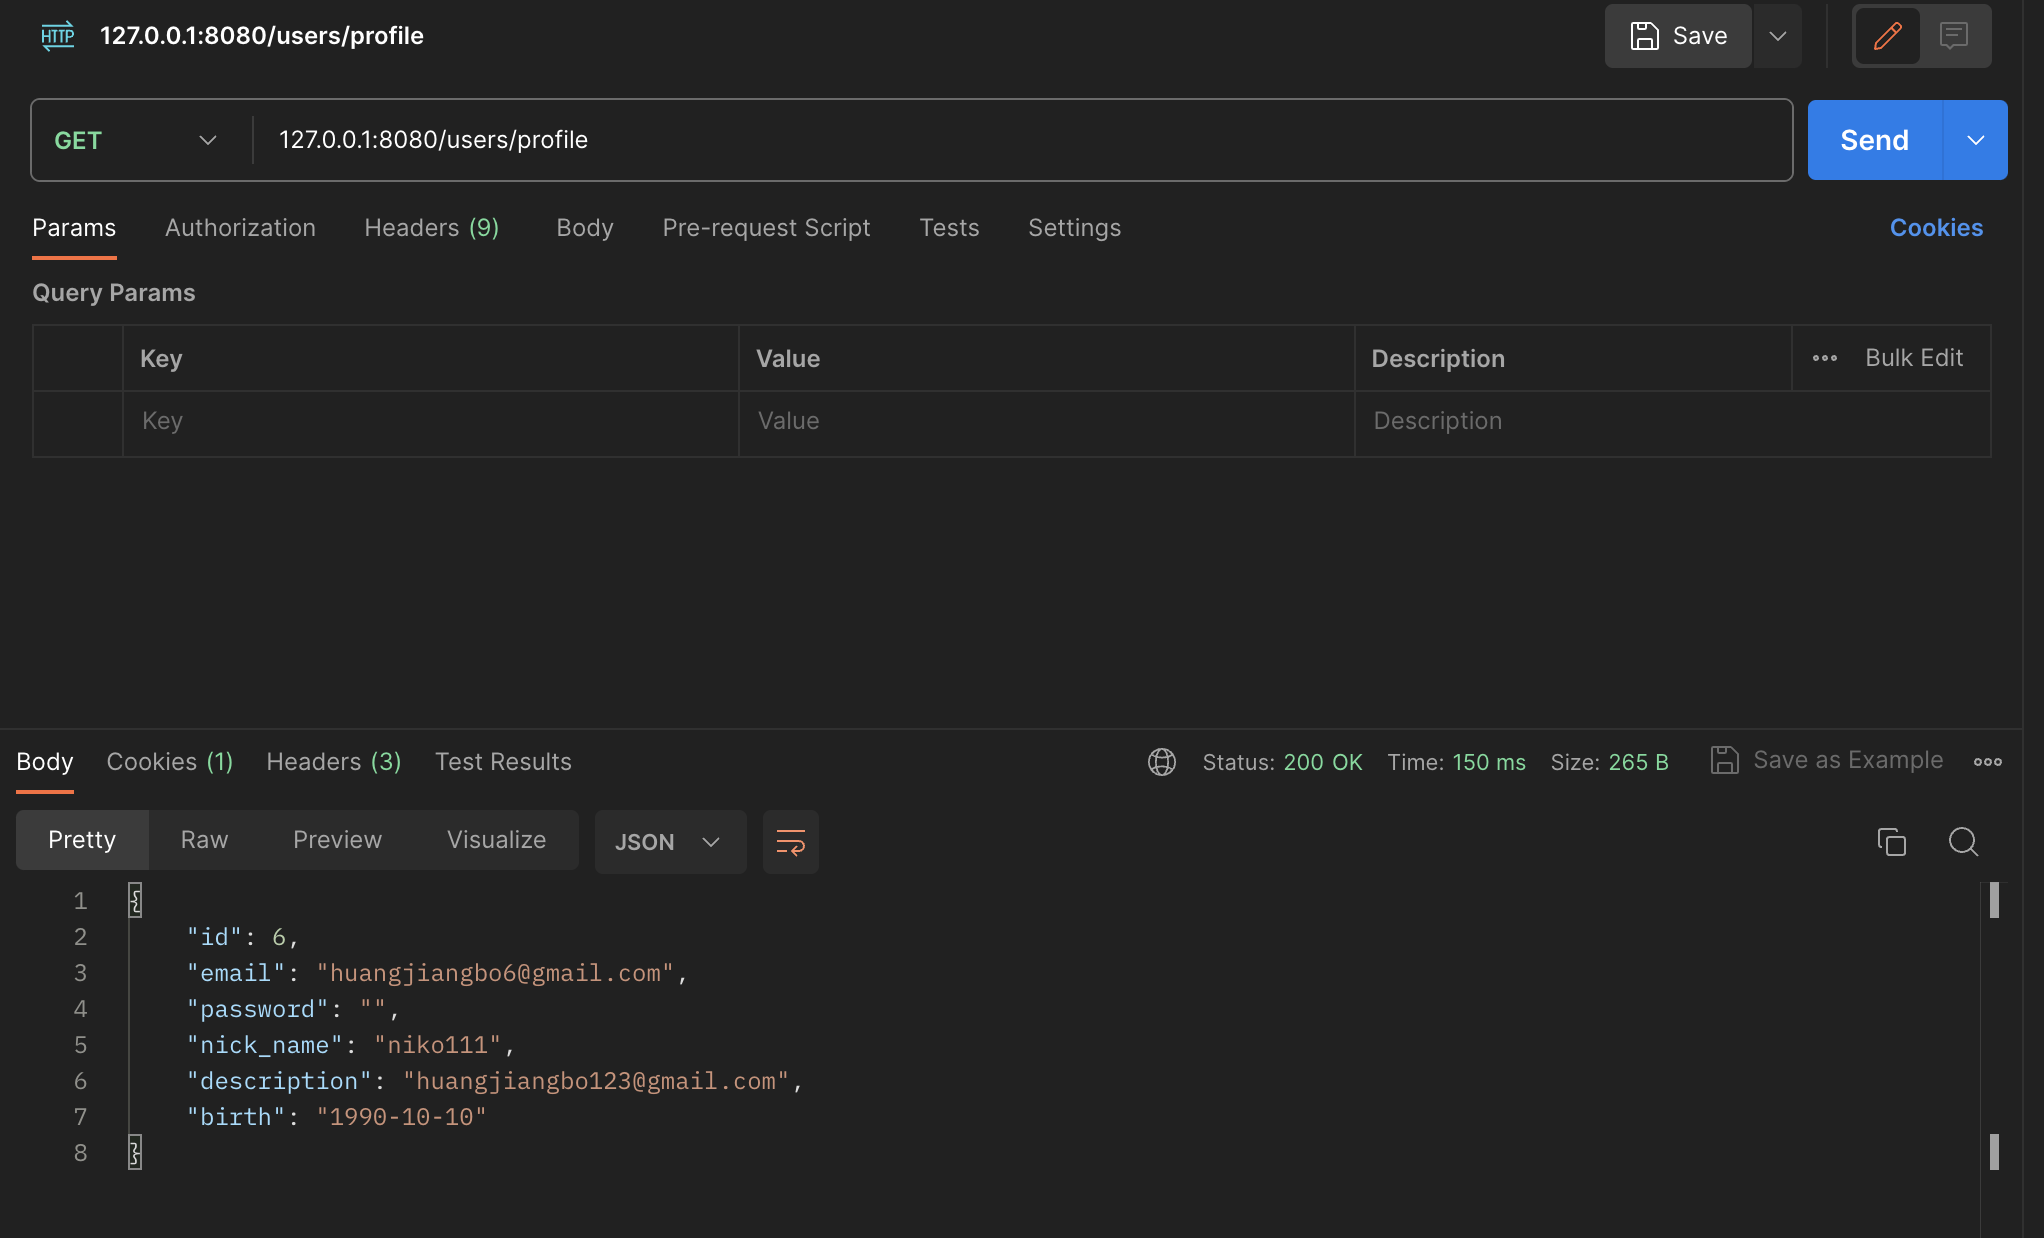 HTTP 127.0.0.1:8080/users/profile Save
GET 127.0.0.1:8080/users/profile Send
Params Authorization Headers (9) Body Pre-request Script Tests Settings Cookies
Query Params
Key Value Description Bulk Edit
Key Value Description
Body Cookies (1) Headers (3) Test Results Status: 200 OK Time: 150 ms Size: 265 B Save as Example
Pretty Raw Preview Visualize JSON
1 {
2 "id": 6,
3 "email": "huangjiangbo6@gmail.com",
4 "password": "",
5 "nick_name": "niko111",
6 "description": "huangjiangbo123@gmail.com",
7 "birth": "1990-10-10"
8 }